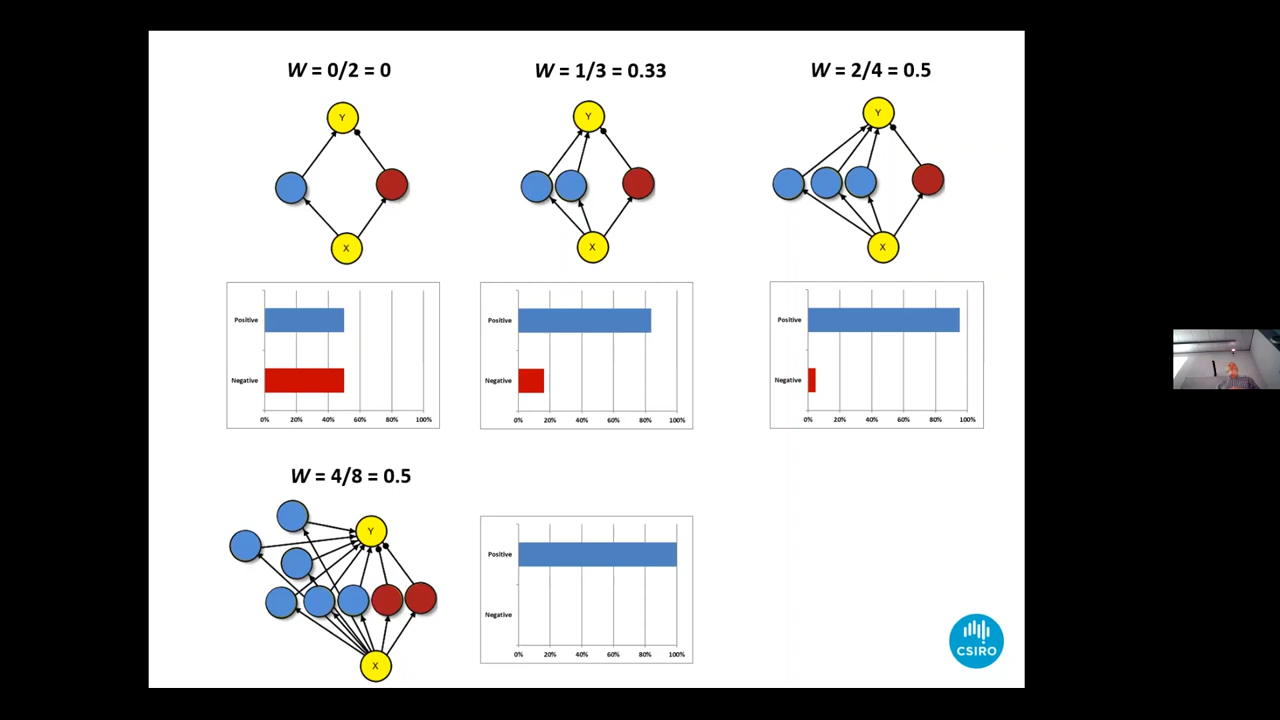 W = 0/2 = 0
W = 1/3 = 0.33
W = 2/4 = 0.5
Y
Y
Y
X
X
X
Positive
Negative
0% 20% 40% 60% 80% 100%
Positive
Negative
0% 20% 40% 60% 80% 100%
Positive
Negative
0% 20% 40% 60% 80% 100%
W = 4/8 = 0.5
Y
X
Positive
Negative
0% 20% 40% 60% 80% 100%
CSIRO